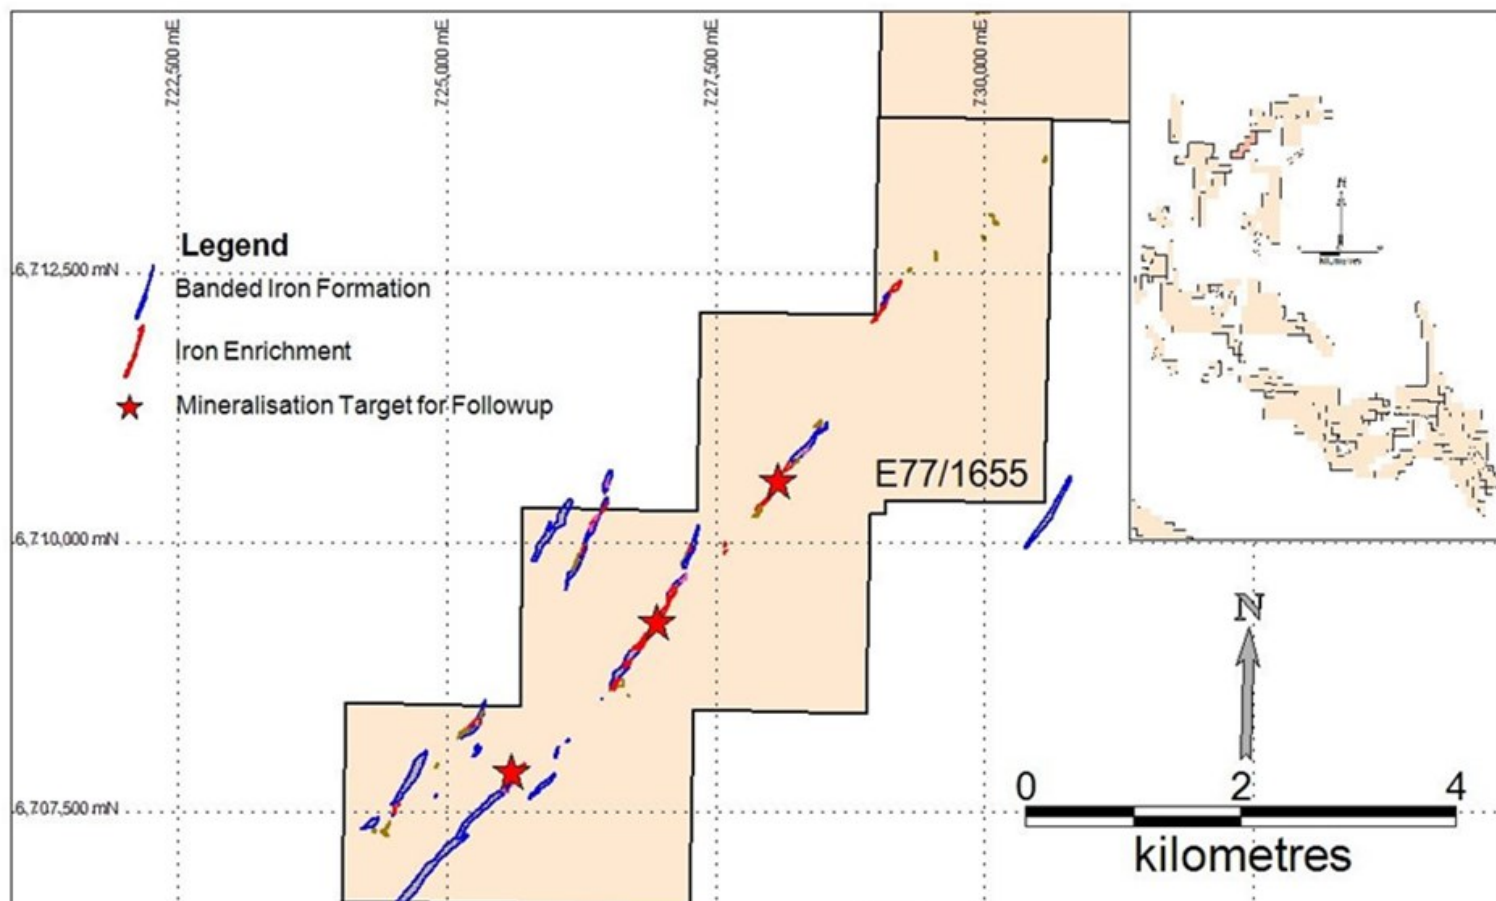 722,500 mE
725,000 mE
727,500 mE
730,000 mE
Legend
6,712,500 mN
Banded Iron Formation
Iron Enrichment
Mineralisation Target for Followup
E77/1655
6,710,000 mN
N
0 2 4
6,707,500 mN
kilometres